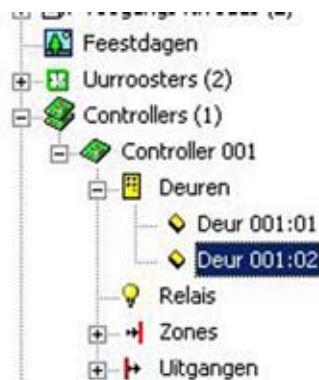 Feestdagen
Uurroosters (2)
Controllers (1)
Controller 001
Deuren
Deur 001:01
Deur 001:02
Relais
Zones
Uitgangen